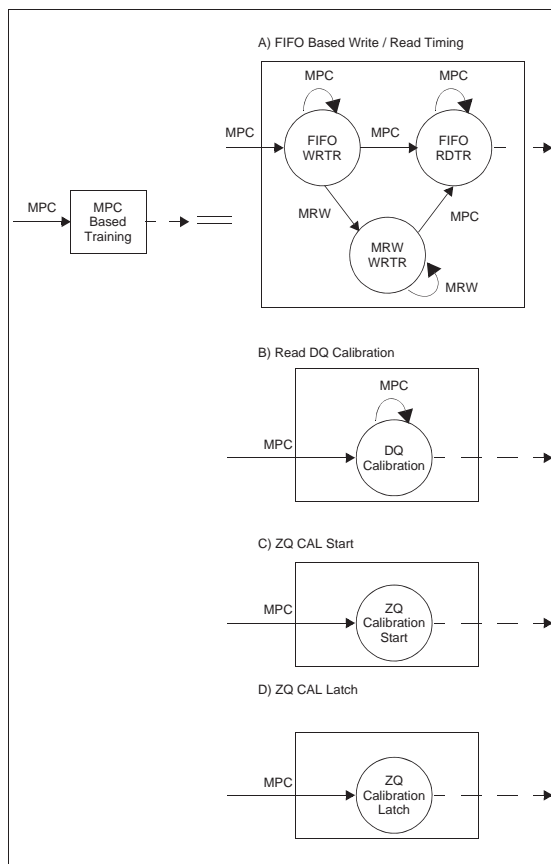 A) FIFO Based Write / Read Timing
MPC
MPC
MPC
FIFO
WRTR
MPC
FIFO
RDTR
MPC
MPC
Based
Training
MRW
MPC
MRW
WRTR
MRW
B) Read DQ Calibration
MPC
MPC
DQ
Calibration
C) ZQ CAL Start
MPC
ZQ
Calibration
Start
D) ZQ CAL Latch
MPC
ZQ
Calibration
Latch